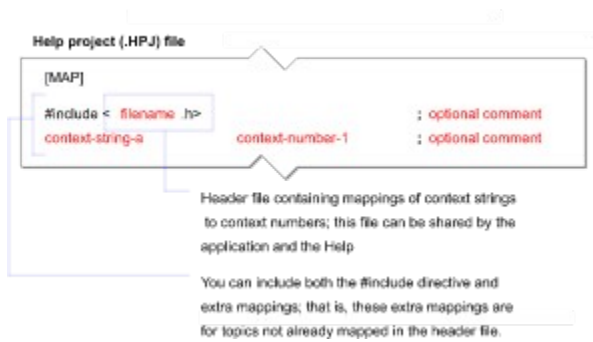 Help project (.HPJ) file
[MAP]
#include < filename .h> ; optional comment
context-string-a context-number-1 ; optional comment
Header file containing mappings of context strings
to context numbers; this file can be shared by the
application and the Help
You can include both the #include directive and
extra mappings; that is, these extra mappings are
for topics not already mapped in the header file.